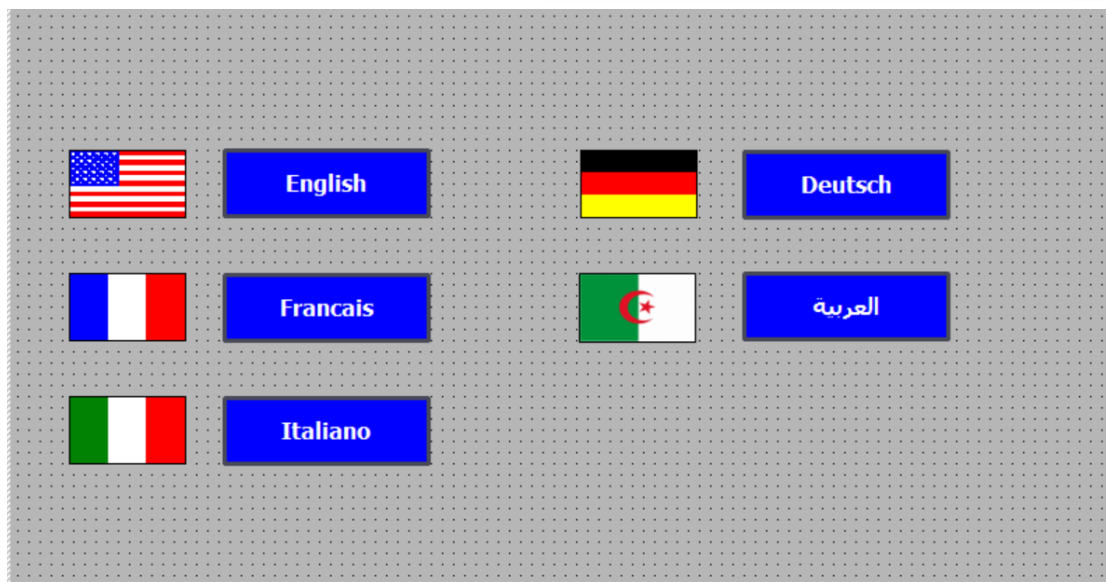 English
Deutsch
Francais
العربية
Italiano